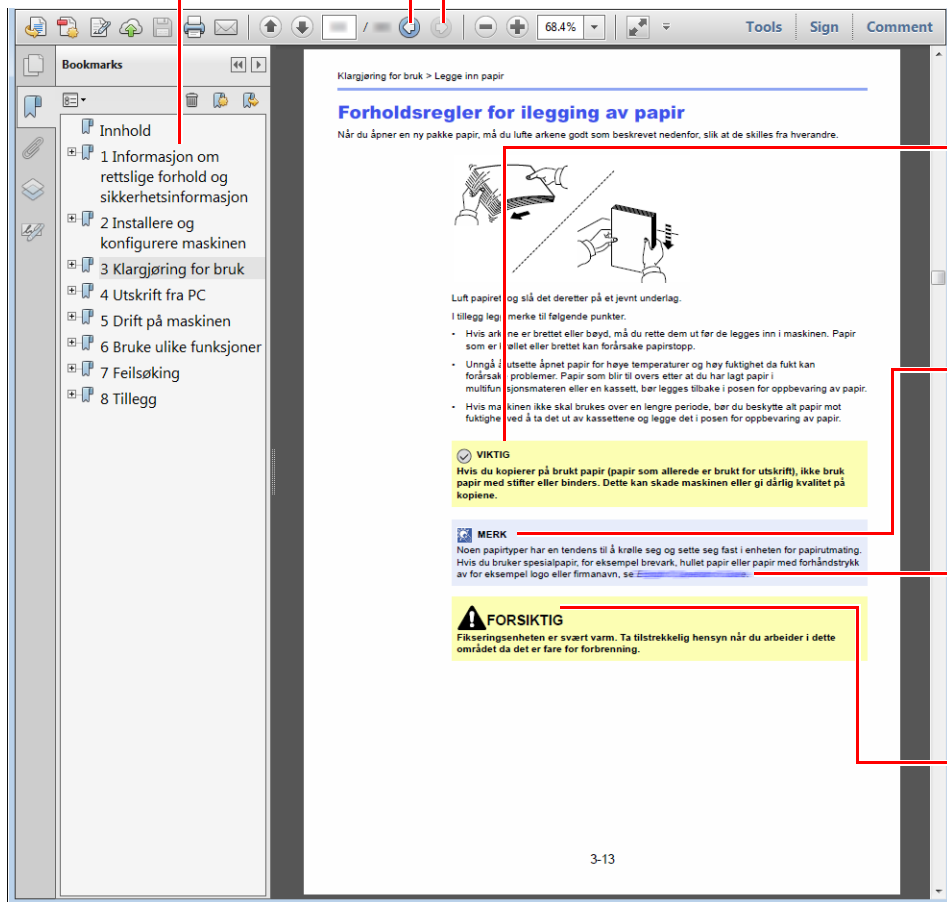 68.4%
Tools
Sign
Comment
Bookmarks
Innhold
1 Informasjon om
rettslige forhold og
sikkerhetsinformasjon
2 Installere og
konfigurere maskinen
3 Klargjøring for bruk
4 Utskrift fra PC
5 Drift på maskinen
6 Bruke ulike funksjoner
7 Feilsøking
8 Tillegg
Klargjøring for bruk > Legge inn papir
Forholdsregler for ilegging av papir
Når du åpner en ny pakke papir, må du lufte arkene godt som beskrevet nedenfor, slik at de skilles fra hverandre.
Luft papiret og slå det deretter på et jevnt underlag.
I tillegg legg merke til følgende punkter.
• Hvis arkene er brettet eller bøyd, må du rette dem ut før de legges inn i maskinen. Papir
som er krøllet eller brettet kan forårsake papirstopp.
• Unngå å utsette åpnet papir for høye temperaturer og høy fuktighet da fukt kan
forårsake problemer. Papir som blir til overs etter at du har lagt papir i
multifunksjonsmateren eller en kassett, bør legges tilbake i posen for oppbevaring av papir.
• Hvis maskinen ikke skal brukes over en lengre periode, bør du beskytte alt papir mot
fuktighet ved å ta det ut av kassettene og legge det i posen for oppbevaring av papir.
VIKTIG
Hvis du kopierer på brukt papir (papir som allerede er brukt for utskrift), ikke bruk
papir med stifter eller binders. Dette kan skade maskinen eller gi dårlig kvalitet på
kopiene.
MERK
Noen papirtyper har en tendens til å krølle seg og sette seg fast i enheten for papirutmating.
Hvis du bruker spesialpapir, for eksempel brevark, hullet papir eller papir med forhåndstrykk
av for eksempel logo eller firmanavn, se
FORSIKTIG
Fikseringsenheten er svært varm. Ta tilstrekkelig hensyn når du arbeider i dette
området da det er fare for forbrenning.
3-13